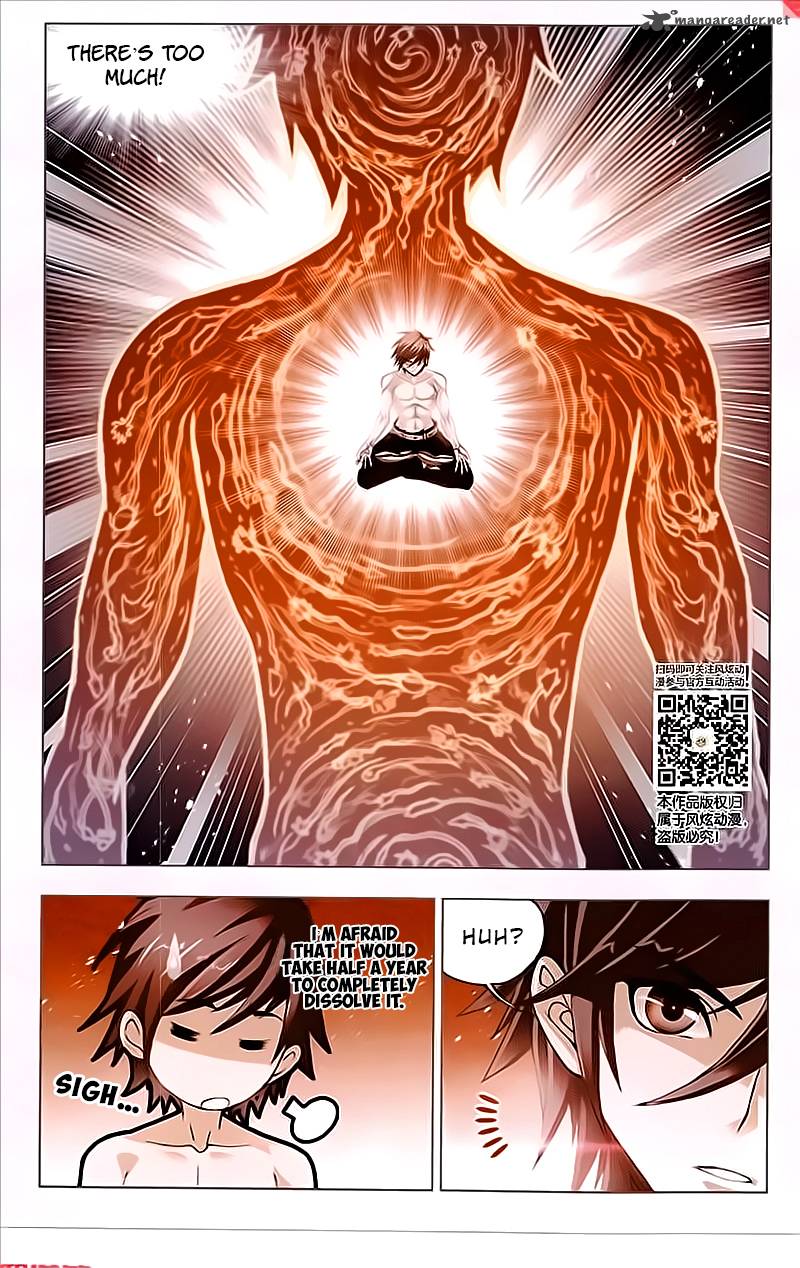 mangareader.net
THERE'S TOO
MUCH!
扫码即可关注风炫动
漫参与官方互动活动!
本作品版权归
属于风炫动漫,
盗版必究!
I'M AFRAID
THAT IT WOULD
TAKE HALF A YEAR
TO COMPLETELY
DISSOLVE IT.
SIGH...
HUH?